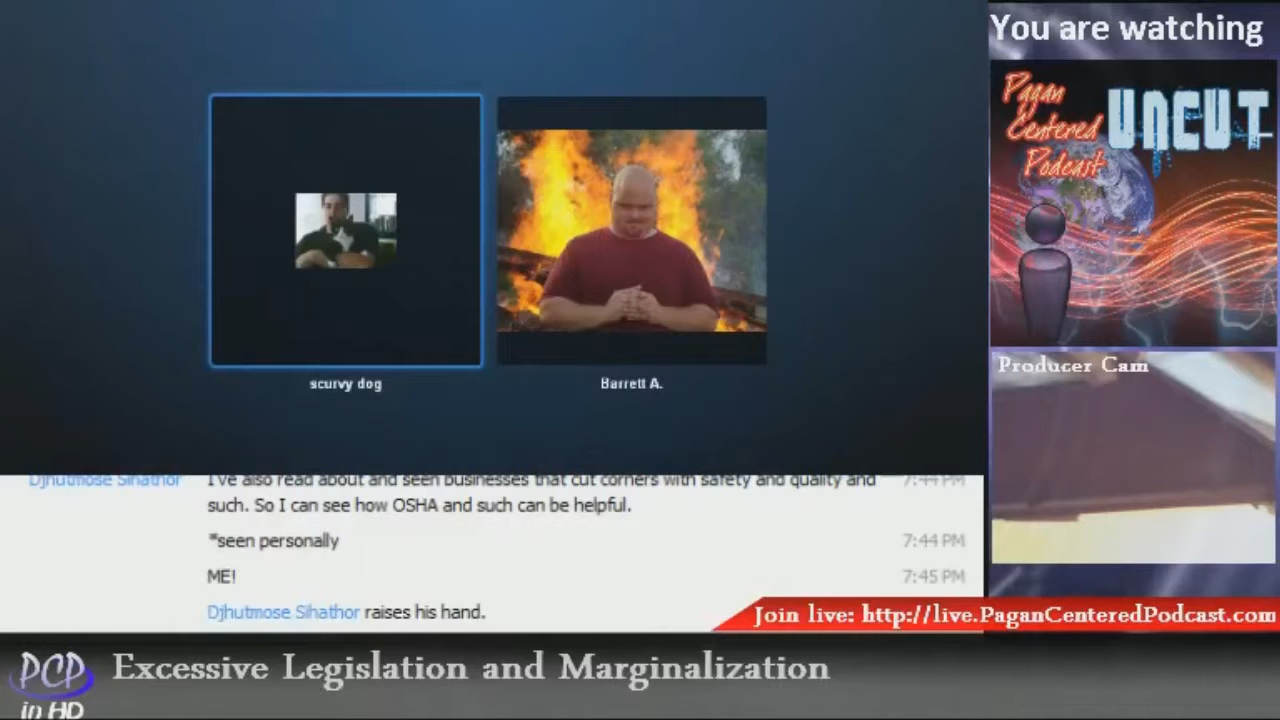 You are watching
Pagan
Centered
Podcast
UNCUT
Producer Cam
scurvy dog
Barrett A.
Djhutmose Sihathor
I've also read about and seen businesses that cut corners with safety and quality and
7:44 PM
such. So I can see how OSHA and such can be helpful.
*seen personally
7:44 PM
ME!
7:45 PM
Djhutmose Sihathor raises his hand.
Join live: http://live.PaganCenteredPodcast.com
PCP
in HD
Excessive Legislation and Marginalization